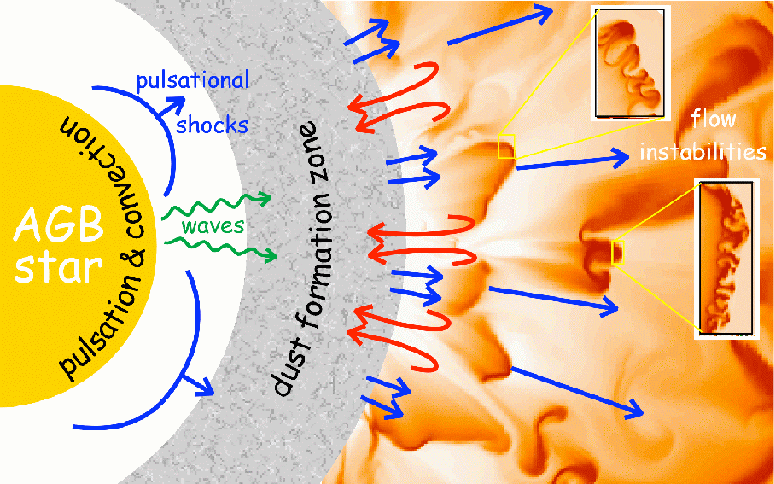 AGB
star
pulsation & convection
pulsational
shocks
waves
dust formation zone
flow
instabilities